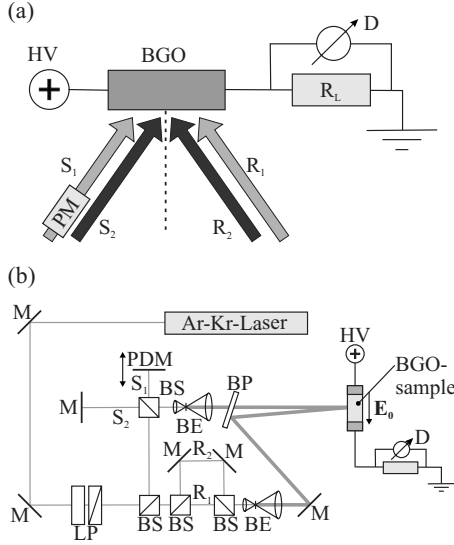 (a)
HV
BGO
D
R_L
S_1
PM
S_2
R_1
R_2
(b)
M
Ar-Kr-Laser
HV
PDM
S_1
BS
BP
BGO-
sample
M
S_2
BE
E_0
D
M
R_2
M
R_1
M
LP
BS
BS
BS
BE
M